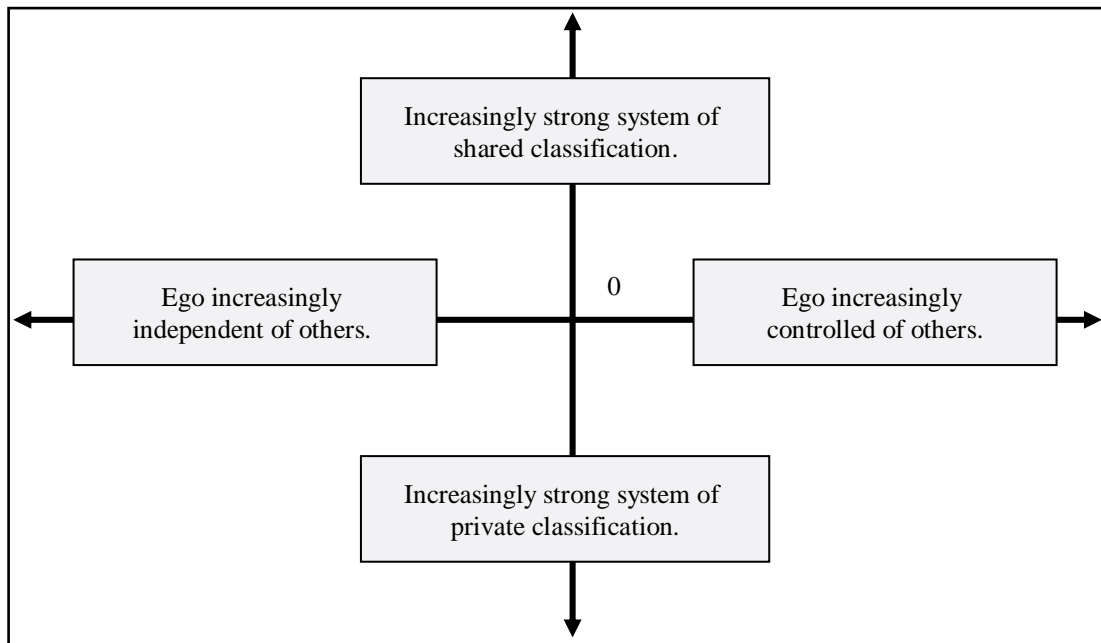 Increasingly strong system of
shared classification.
0
Ego increasingly
independent of others.
Ego increasingly
controlled of others.
Increasingly strong system of
private classification.